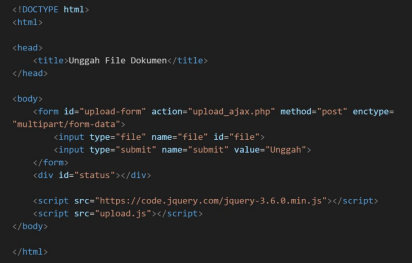 <!DOCTYPE html>
<html>
<head>
<title>Unggah File Dokumen</title>
</head>
<body>
<form id="upload-form" action="upload_ajax.php" method="post" enctype=
"multipart/form-data">
<input type="file" name="file" id="file">
<input type="submit" name="submit" value="Unggah">
</form>
<div id="status"></div>
<script src="https://code.jquery.com/jquery-3.6.0.min.js"></script>
<script src="upload.js"></script>
</body>
</html>